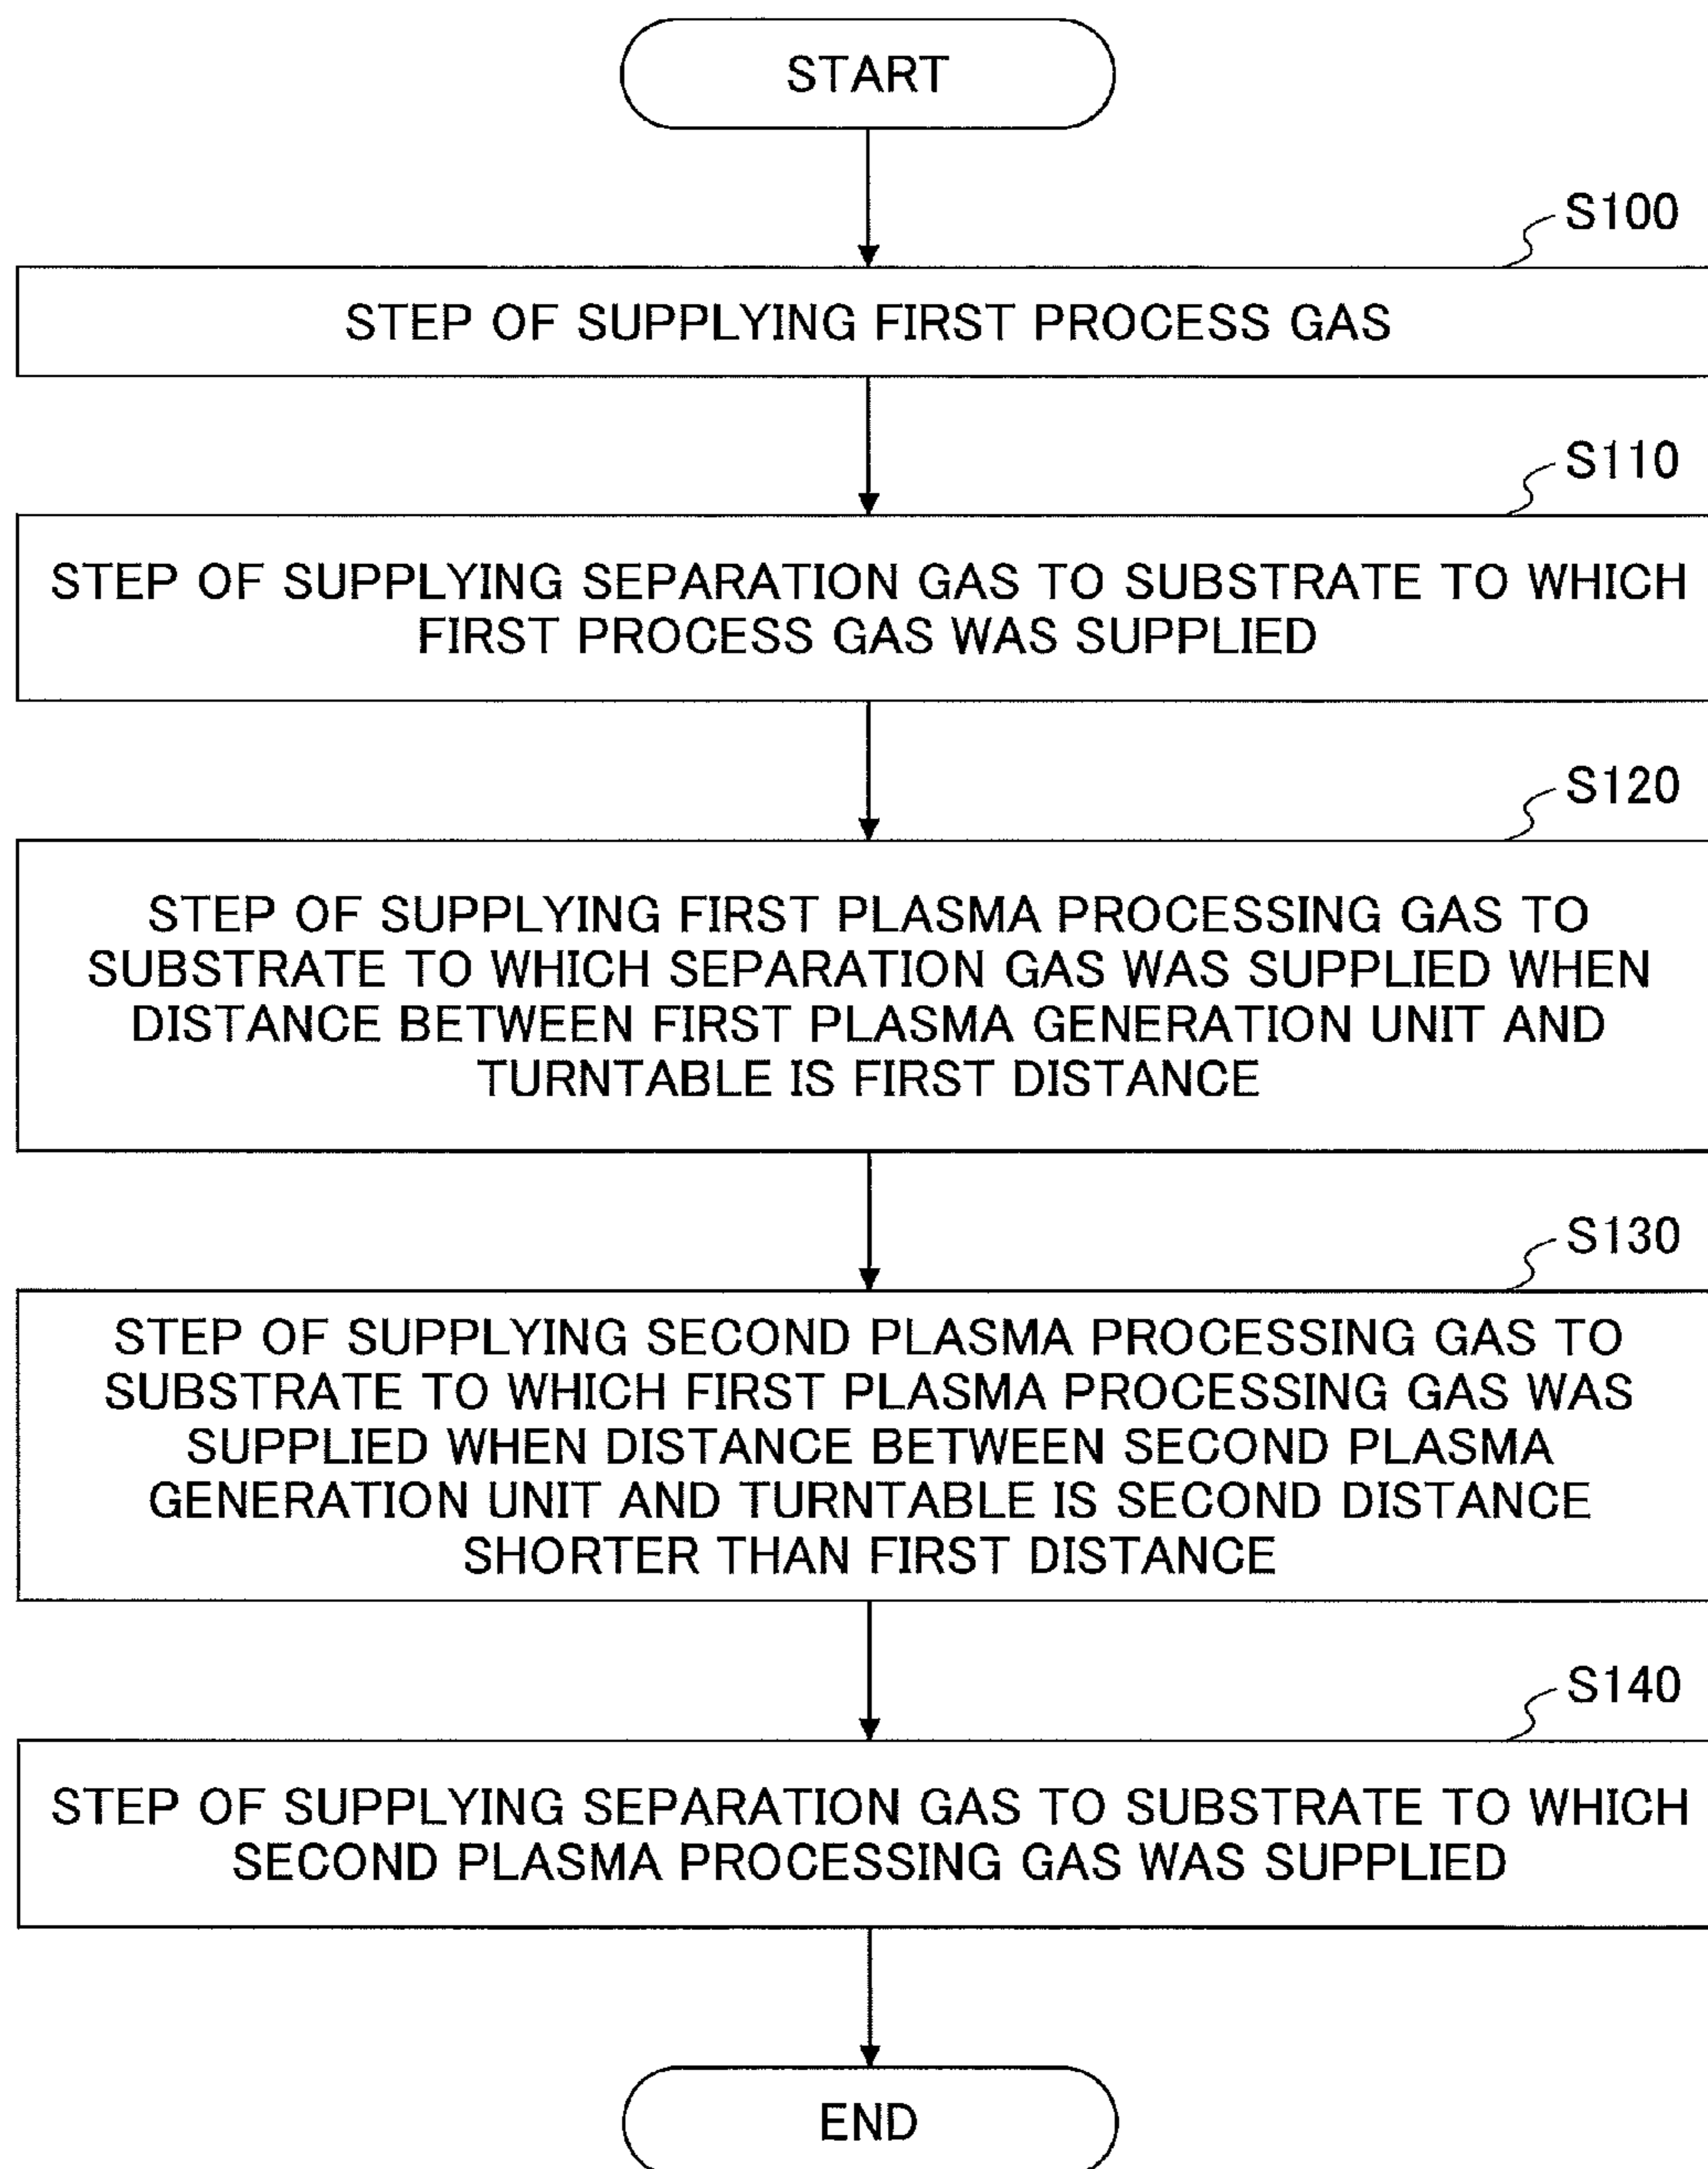 START
S100
STEP OF SUPPLYING FIRST PROCESS GAS
S110
STEP OF SUPPLYING SEPARATION GAS TO SUBSTRATE TO WHICH
FIRST PROCESS GAS WAS SUPPLIED
S120
STEP OF SUPPLYING FIRST PLASMA PROCESSING GAS TO
SUBSTRATE TO WHICH SEPARATION GAS WAS SUPPLIED WHEN
DISTANCE BETWEEN FIRST PLASMA GENERATION UNIT AND
TURNTABLE IS FIRST DISTANCE
S130
STEP OF SUPPLYING SECOND PLASMA PROCESSING GAS TO
SUBSTRATE TO WHICH FIRST PLASMA PROCESSING GAS WAS
SUPPLIED WHEN DISTANCE BETWEEN SECOND PLASMA
GENERATION UNIT AND TURNTABLE IS SECOND DISTANCE
SHORTER THAN FIRST DISTANCE
S140
STEP OF SUPPLYING SEPARATION GAS TO SUBSTRATE TO WHICH
SECOND PLASMA PROCESSING GAS WAS SUPPLIED
END